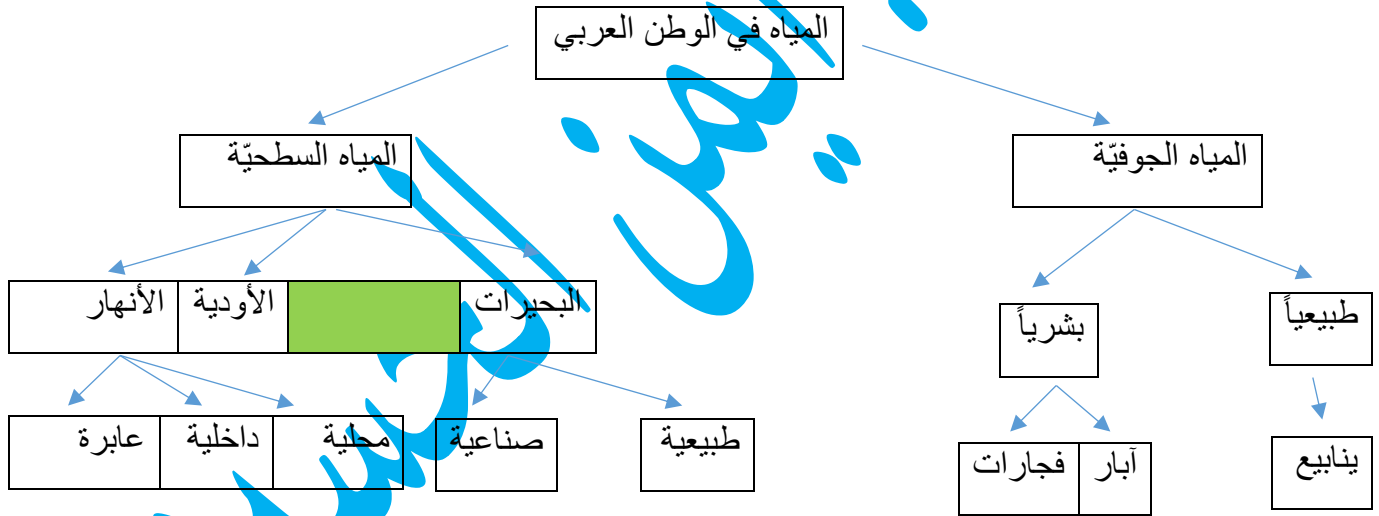 المياه في الوطن العربي
المياه الجوفيّة
المياه السطحيّة
طبيعياً
بشرياً
البحيرات
الأودية
الأنهار
ينابيع
آبار
فجارات
طبيعية
صناعية
محلية
داخلية
عابرة